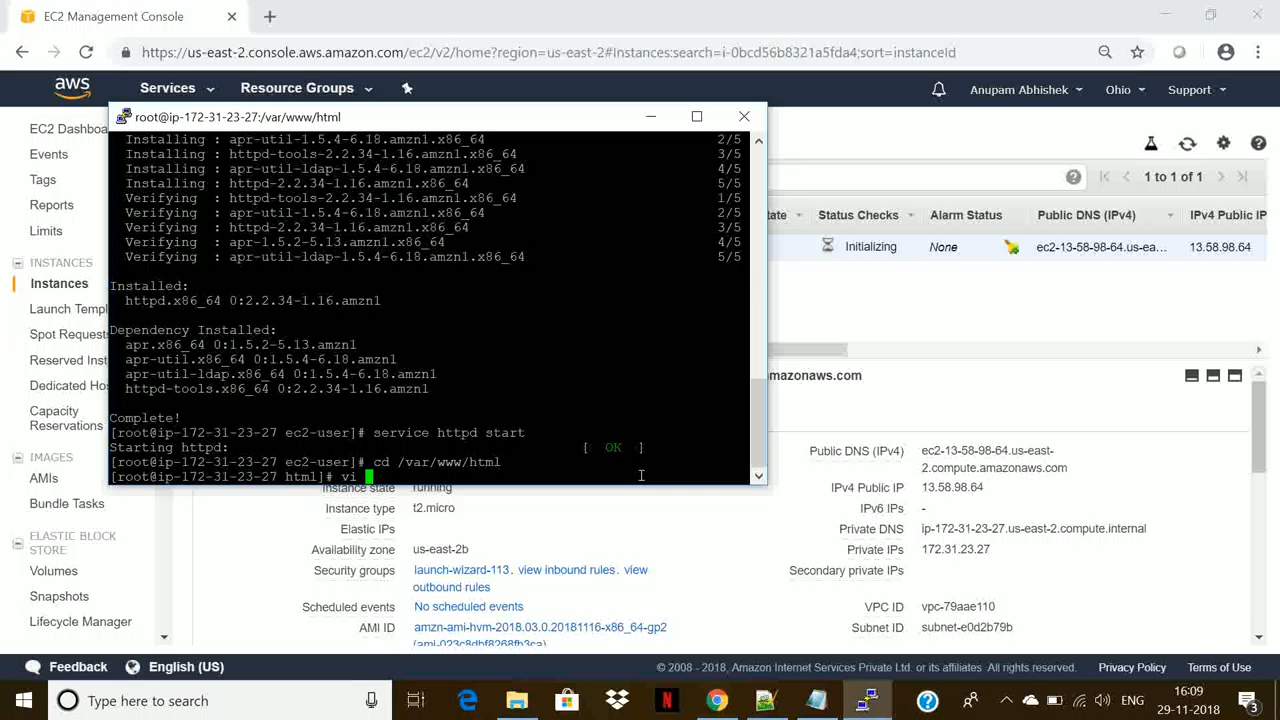 EC2 Management Console
https://us-east-2.console.aws.amazon.com/ec2/v2/home?region=us-east-2#Instances:search=i-0bcd56b8321a5fda4;sort=instanceId
aws Services Resource Groups Anupam Abhishek Ohio Support
EC2 Dashboa
Events
Tags
Reports
Limits
INSTANCES
Instances
Launch Templ
Spot Requests
Reserved Inst
Dedicated Hos
Capacity
Reservations
IMAGES
AMIs
Bundle Tasks
ELASTIC BLOCK
STORE
Volumes
Snapshots
Lifecycle Manager
root@ip-172-31-23-27:/var/www/html
Installing : apr-util-1.5.4-6.18.amzn1.x86_64 2/5
Installing : httpd-tools-2.2.34-1.16.amzn1.x86_64 3/5
Installing : apr-util-ldap-1.5.4-6.18.amzn1.x86_64 4/5
Installing : httpd-2.2.34-1.16.amzn1.x86_64 5/5
Verifying : httpd-tools-2.2.34-1.16.amzn1.x86_64 1/5
Verifying : apr-util-1.5.4-6.18.amzn1.x86_64 2/5
Verifying : httpd-2.2.34-1.16.amzn1.x86_64 3/5
Verifying : apr-1.5.2-5.13.amzn1.x86_64 4/5
Verifying : apr-util-ldap-1.5.4-6.18.amzn1.x86_64 5/5
Installed:
httpd.x86_64 0:2.2.34-1.16.amzn1
Dependency Installed:
apr.x86_64 0:1.5.2-5.13.amzn1
apr-util.x86_64 0:1.5.4-6.18.amzn1
apr-util-ldap.x86_64 0:1.5.4-6.18.amzn1
httpd-tools.x86_64 0:2.2.34-1.16.amzn1
Complete!
[root@ip-172-31-23-27 ec2-user]# service httpd start
Starting httpd: [ OK ]
[root@ip-172-31-23-27 ec2-user]# cd /var/www/html
[root@ip-172-31-23-27 html]# vi
1 to 1 of 1
tate Status Checks Alarm Status Public DNS (IPv4) IPv4 Public IP
Initializing None ec2-13-58-98-64.us-ea... 13.58.98.64
mazonaws.com
Instance state running
Instance type t2.micro
Elastic IPs
Availability zone us-east-2b
Security groups launch-wizard-113. view inbound rules. view
outbound rules
Scheduled events No scheduled events
AMI ID amzn-ami-hvm-2018.03.0.20181116-x86_64-gp2
(ami-023c8dbf8268fb3ca)
Public DNS (IPv4) ec2-13-58-98-64.us-east-
2.compute.amazonaws.com
IPv4 Public IP 13.58.98.64
IPv6 IPs -
Private DNS ip-172-31-23-27.us-east-2.compute.internal
Private IPs 172.31.23.27
Secondary private IPs
VPC ID vpc-79aae110
Subnet ID subnet-e0d2b79b
Feedback English (US) © 2008 - 2018, Amazon Internet Services Private Ltd. or its affiliates. All rights reserved. Privacy Policy Terms of Use
Type here to search
ENG
16:09
29-11-2018
3